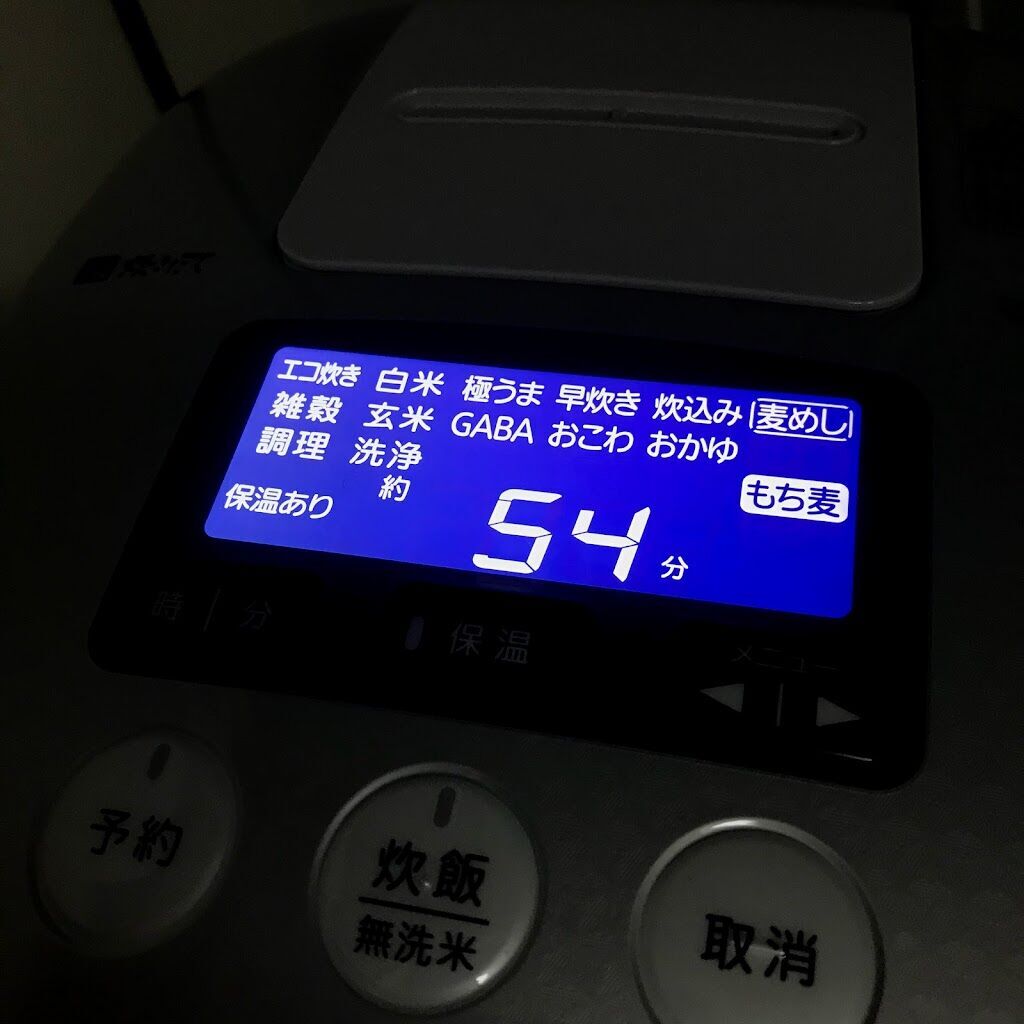 エコ炊き 白米 極うま 早炊き 炊込み 麦めし
雑穀 玄米 GABA おこわ おかゆ
調理 洗浄
もち麦
保温あり 約 54 分
時 分
保温
メニュー
予約
炊飯
無洗米
取消